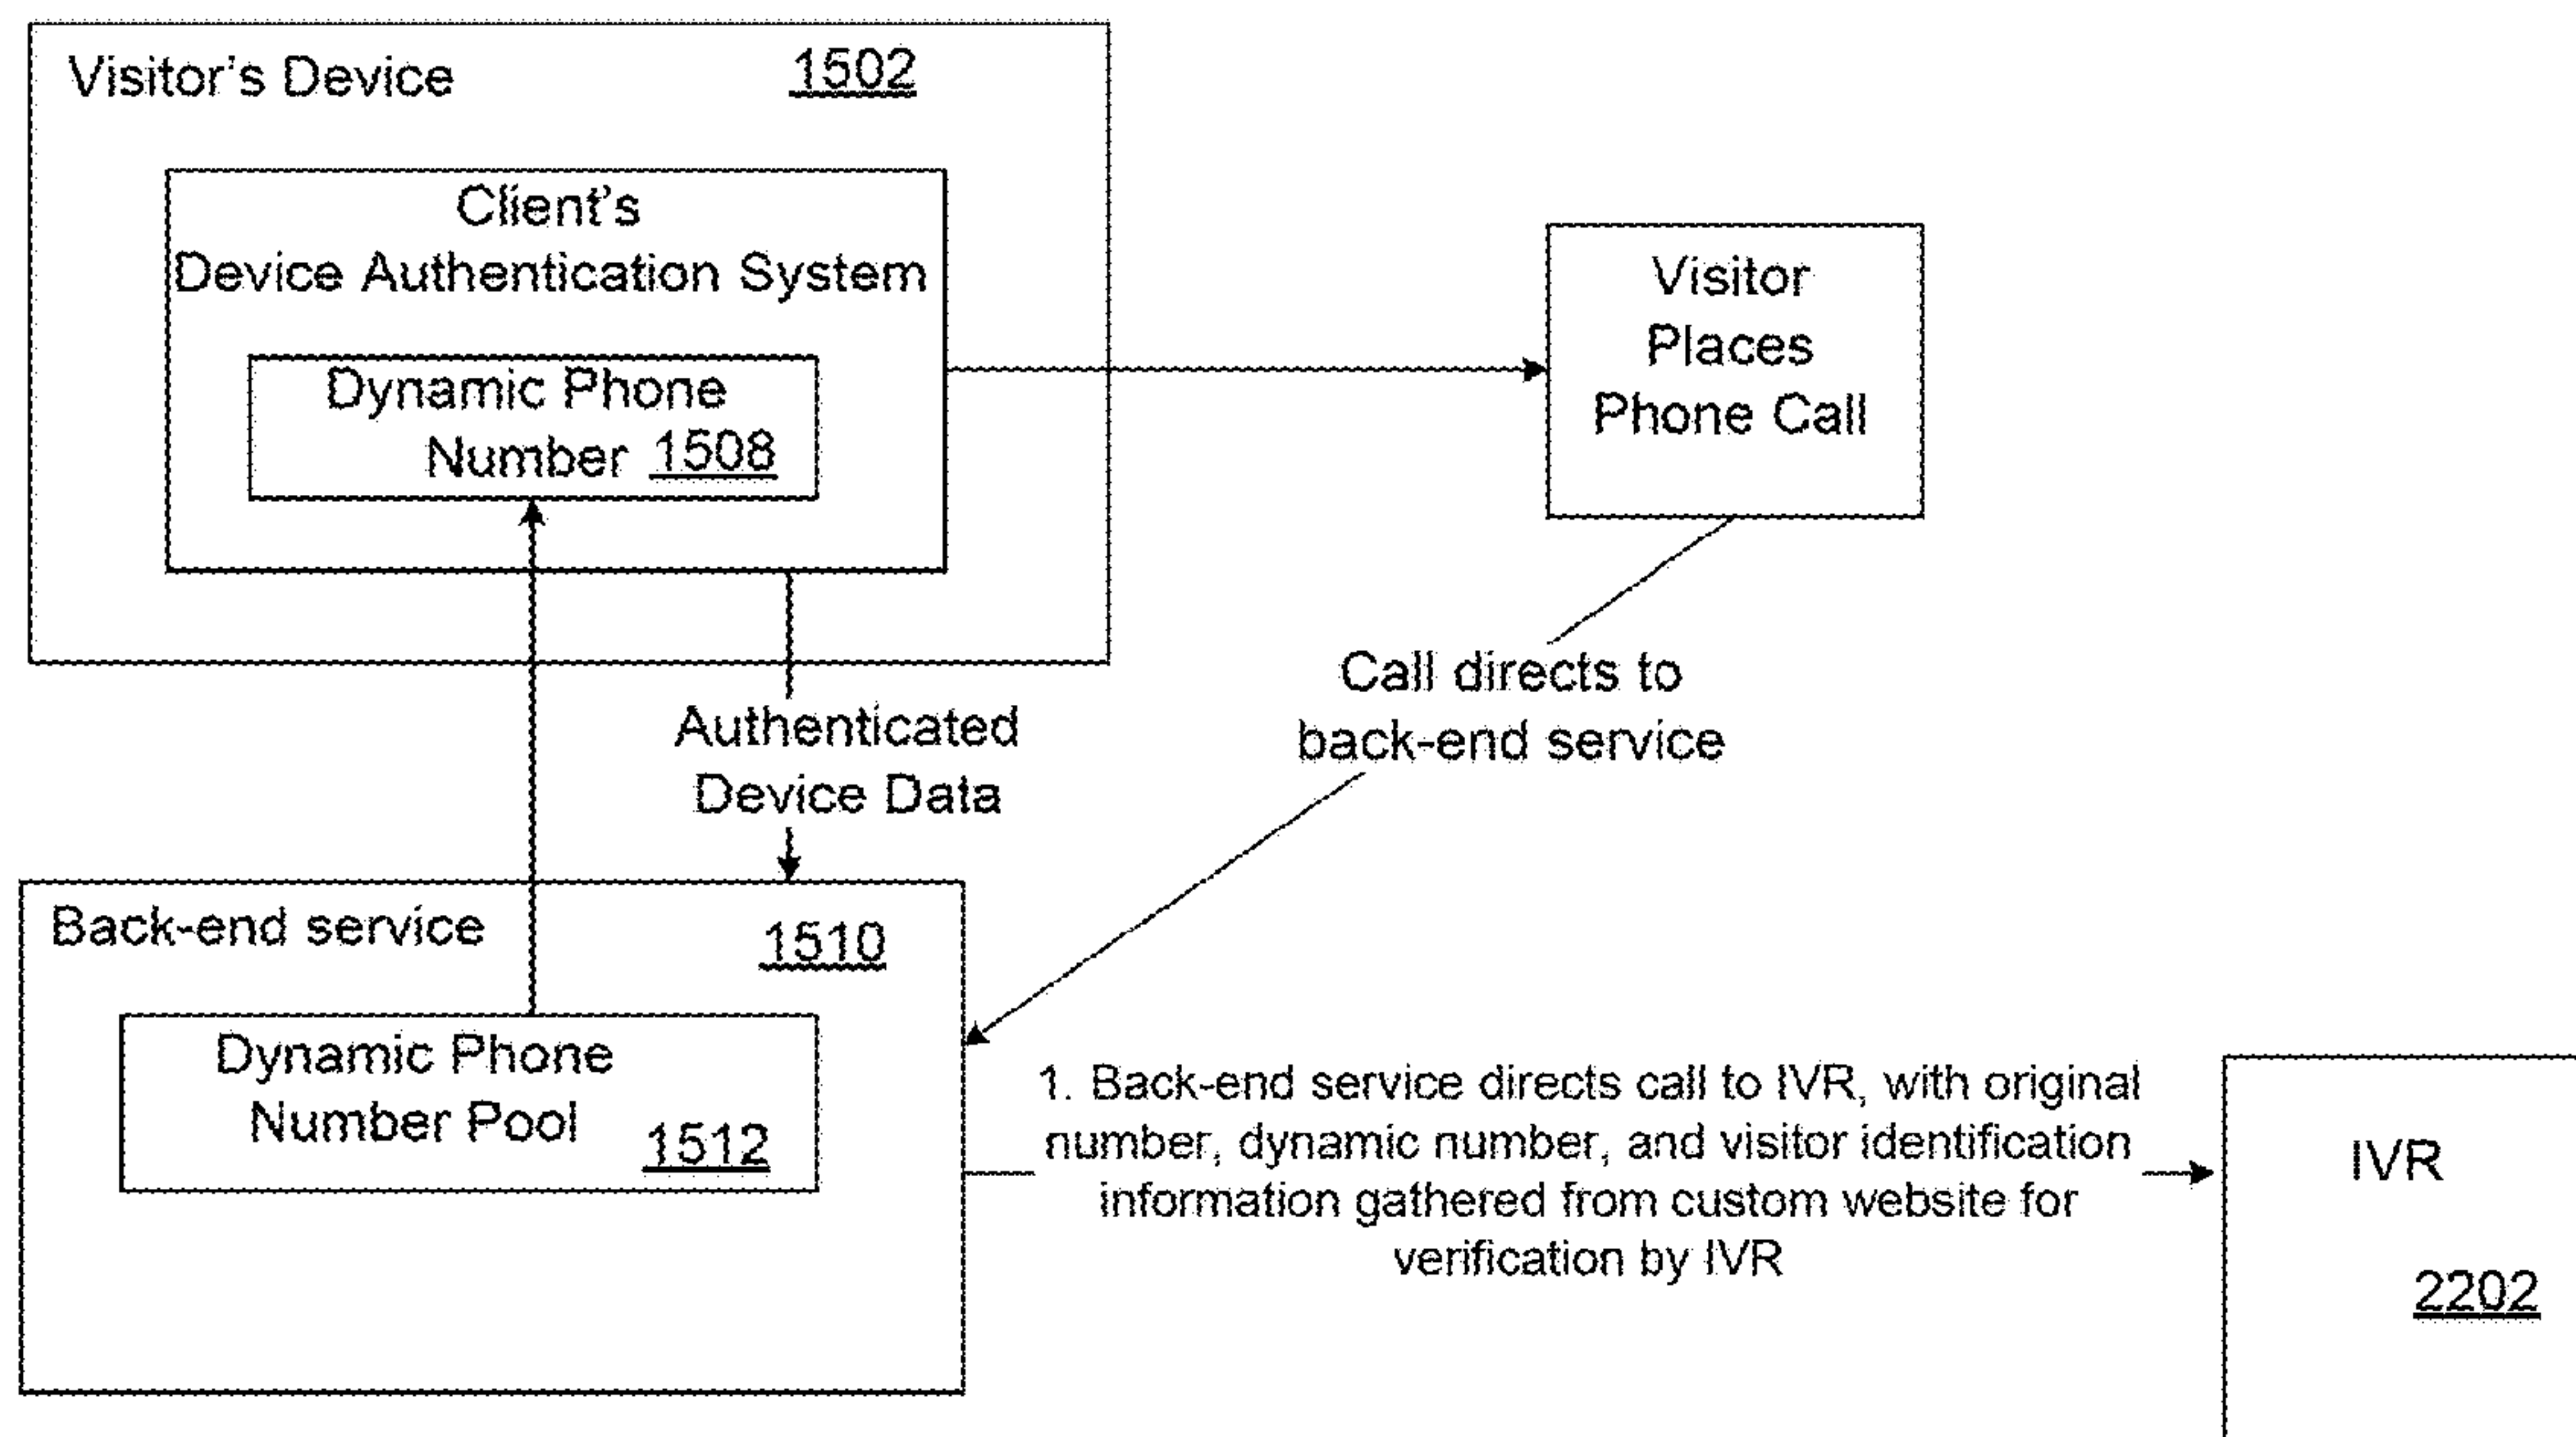 Visitor's Device 1502
Client's
Device Authentication System
Dynamic Phone
Number 1508
Visitor
Places
Phone Call
Call directs to
back-end service
Authenticated
Device Data
Back-end service 1510
Dynamic Phone
Number Pool 1512
1. Back-end service directs call to IVR, with original
number, dynamic number, and visitor identification
information gathered from custom website for
verification by IVR
IVR
2202